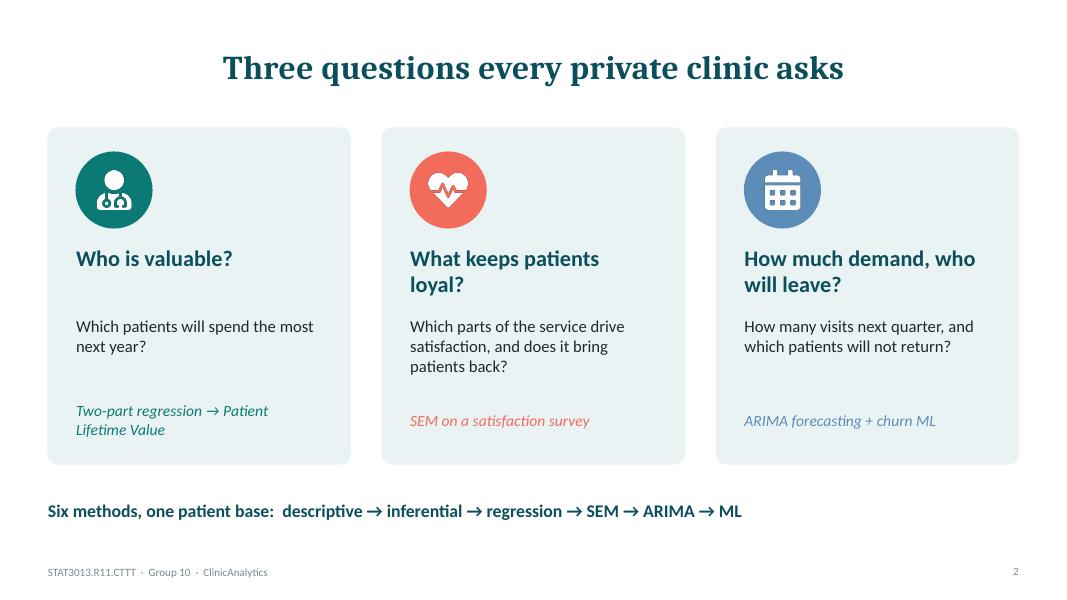 Three questions every private clinic asks
Who is valuable?
Which patients will spend the most
next year?
Two-part regression → Patient
Lifetime Value
What keeps patients
loyal?
Which parts of the service drive
satisfaction, and does it bring
patients back?
SEM on a satisfaction survey
How much demand, who
will leave?
How many visits next quarter, and
which patients will not return?
ARIMA forecasting + churn ML
Six methods, one patient base: descriptive → inferential → regression → SEM → ARIMA → ML
STAT3013.R11.CTTT · Group 10 · ClinicAnalytics
2